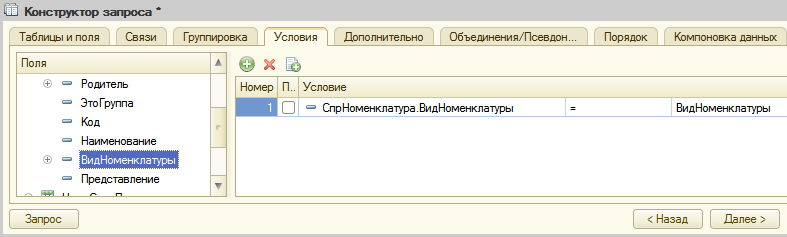 Конструктор запроса *
Таблицы и поля Связи Группировка Условия Дополнительно Объединения/Псевдон... Порядок Компоновка данных
Поля
Родитель
ЭтоГруппа
Код
Наименование
ВидНоменклатуры
Представление
Номер П.. Условие
1 СпрНоменклатура.ВидНоменклатуры = ВидНоменклатуры
Запрос < Назад Далее >